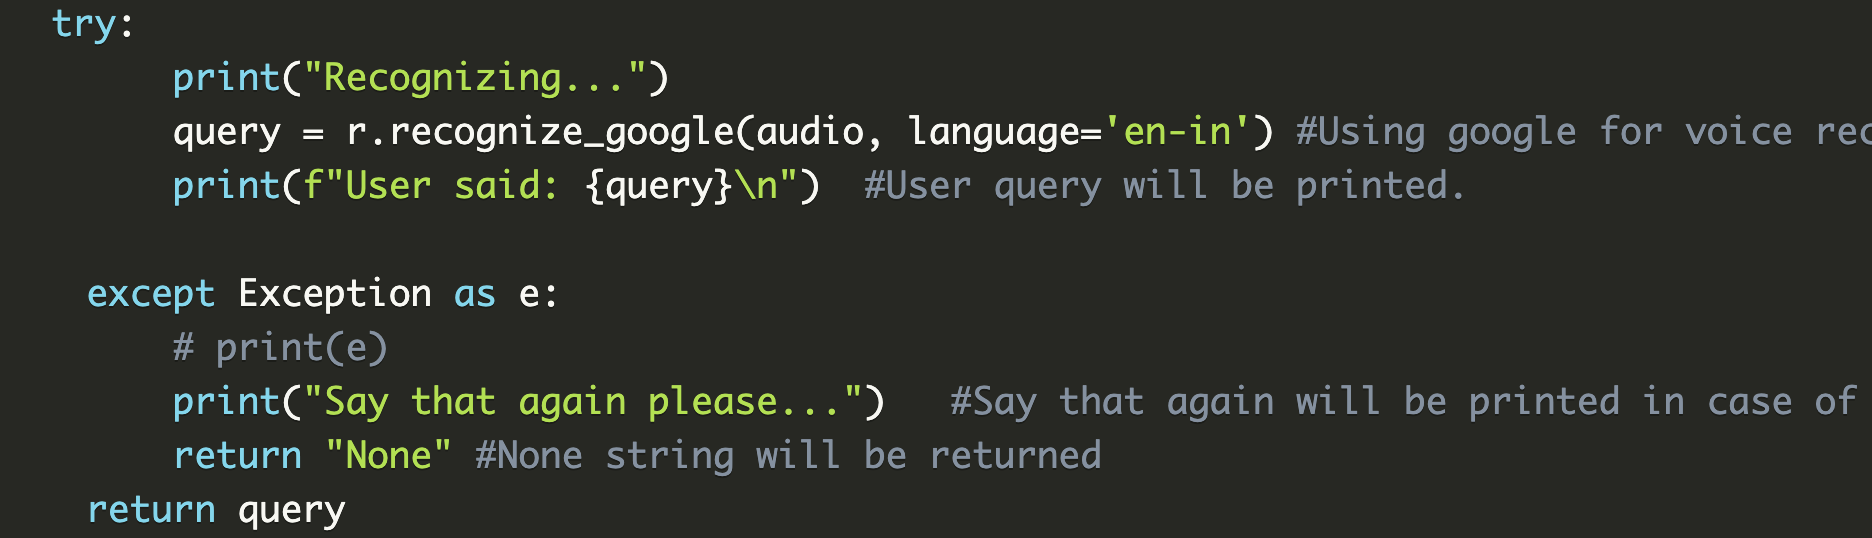 try:
print("Recognizing...")
query = r.recognize_google(audio, language='en-in') #Using google for voice
print(f"User said: {query}\n")  #User query will be printed.
except Exception as e:
# print(e)
print("Say that again please...")   #Say that again will be printed in case of
return "None" #None string will be returned
return query